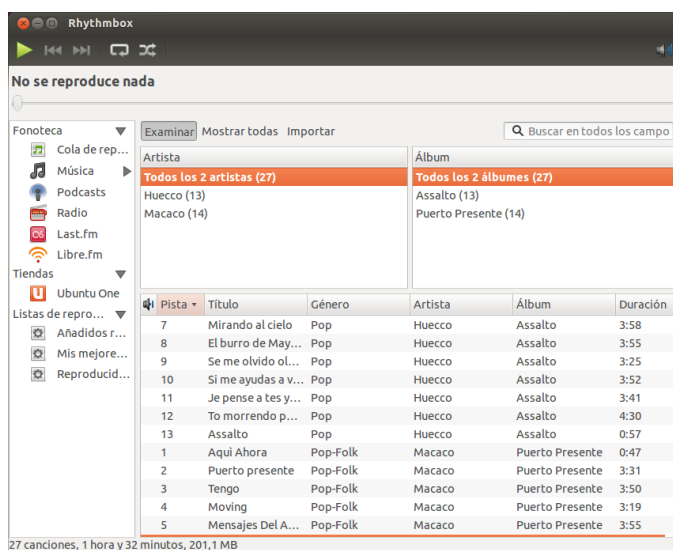 Rhythmbox
No se reproduce nada
Fonoteca
Cola de rep...
Música
Podcasts
Radio
Last.fm
Libre.fm
Tiendas
Ubuntu One
Listas de repro...
Añadidos r...
Mis mejore...
Reproducid...
Examinar Mostrar todas Importar Buscar en todos los campo
Artista Álbum
Todos los 2 artistas (27) Todos los 2 álbumes (27)
Huecco (13) Assalto (13)
Macaco (14) Puerto Presente (14)
Pista Título Género Artista Álbum Duración
7 Mirando al cielo Pop Huecco Assalto 3:58
8 El burro de May... Pop Huecco Assalto 3:55
9 Se me olvido ol... Pop Huecco Assalto 3:25
10 Si me ayudas a v... Pop Huecco Assalto 3:52
11 Je pense a tes y... Pop Huecco Assalto 3:41
12 To morrendo p... Pop Huecco Assalto 4:30
13 Assalto Pop Huecco Assalto 0:57
1 Aquì Ahora Pop-Folk Macaco Puerto Presente 0:47
2 Puerto presente Pop-Folk Macaco Puerto Presente 3:31
3 Tengo Pop-Folk Macaco Puerto Presente 3:50
4 Moving Pop-Folk Macaco Puerto Presente 3:19
5 Mensajes Del A... Pop-Folk Macaco Puerto Presente 3:55
27 canciones, 1 hora y 32 minutos, 201,1 MB